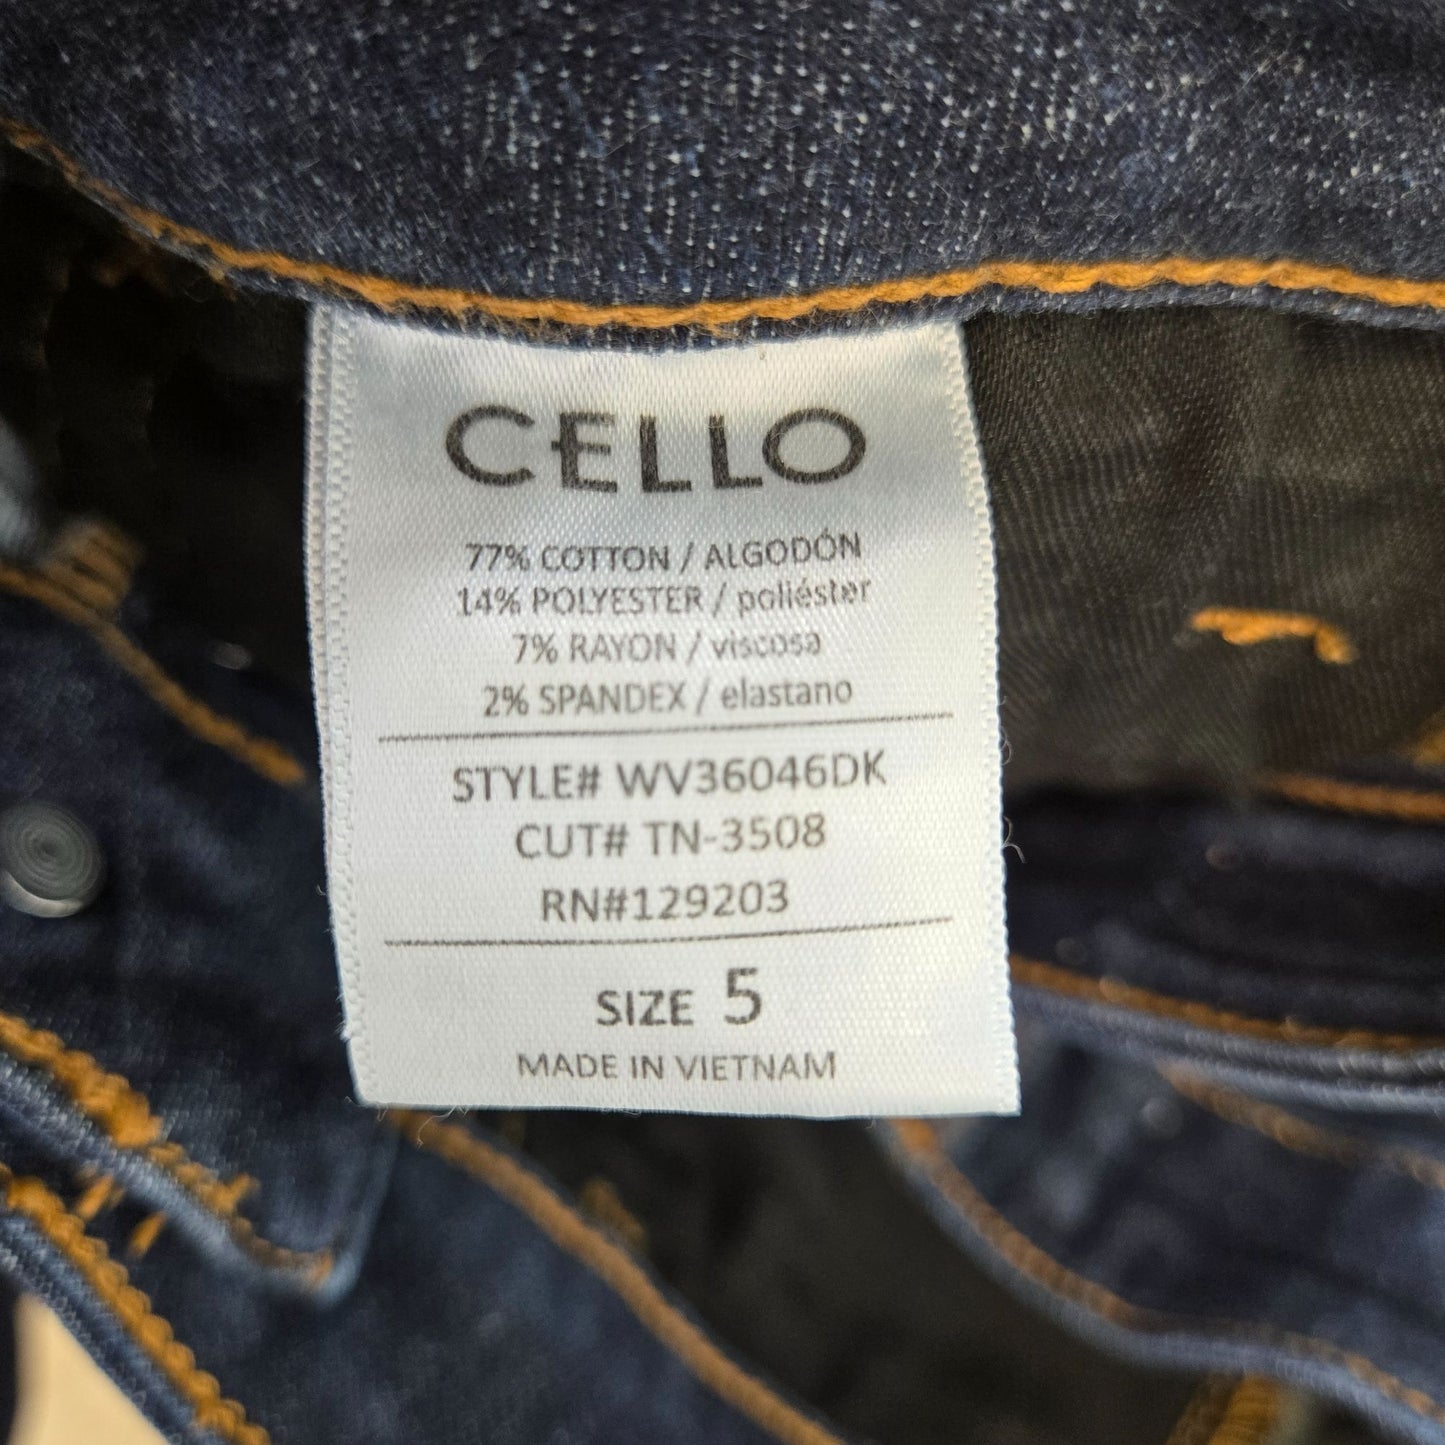 CELLO
77% COTTON / ALGODÓN
14% POLYESTER / poliéster
7% RAYON / viscosa
2% SPANDEX / elastano
STYLE# WV36046DK
CUT# TN-3508
RN#129203
SIZE 5
MADE IN VIETNAM